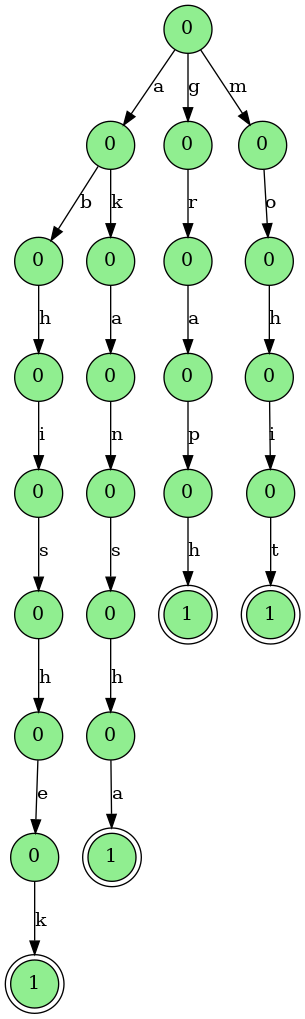 0
a g m
0 0 0
b k r o
0 0 0 0
h a a h
0 0 0 0
i n p i
0 0 0 0
s s h t
0 0 1 1
h h
0 0
e a
0 1
k
1